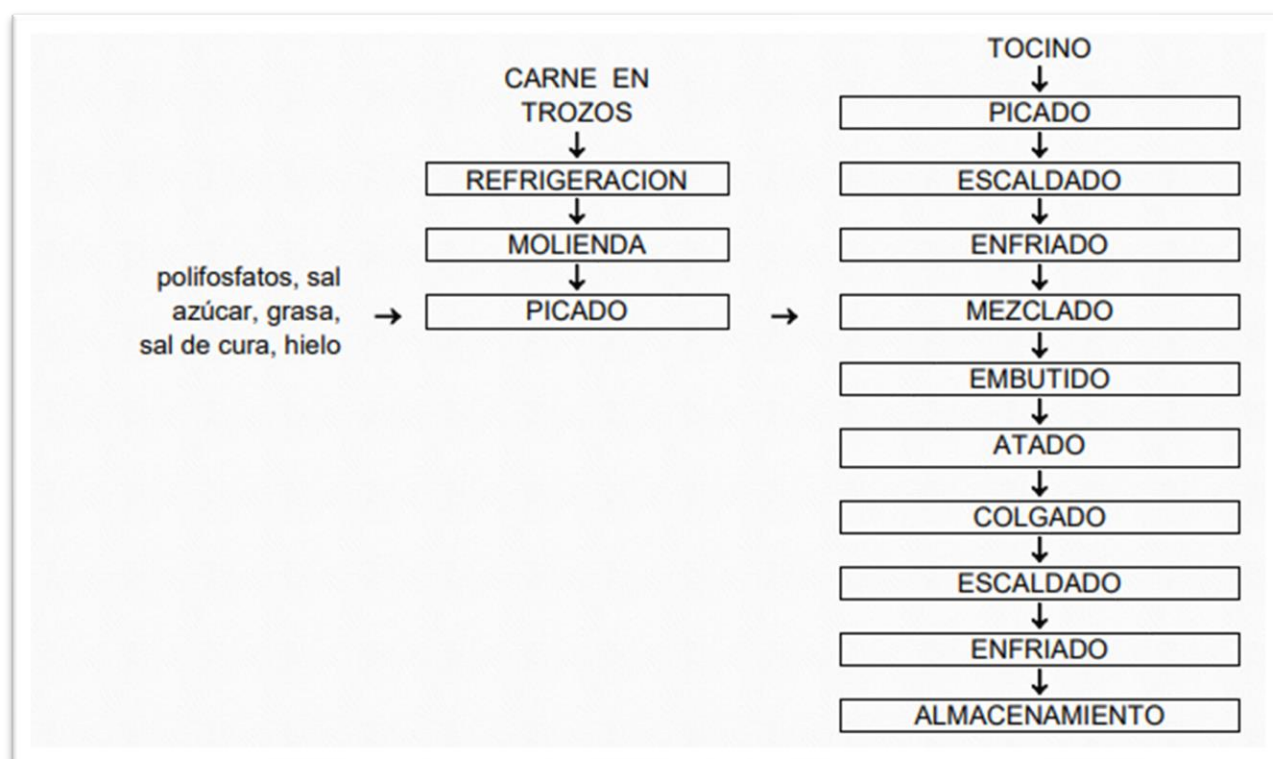 CARNE EN
TROZOS
REFRIGERACION
MOLIENDA
polifosfatos, sal
azúcar, grasa,
sal de cura, hielo
→
PICADO
→
TOCINO
PICADO
ESCALDADO
ENFRIADO
MEZCLADO
EMBUTIDO
ATADO
COLGADO
ESCALDADO
ENFRIADO
ALMACENAMIENTO